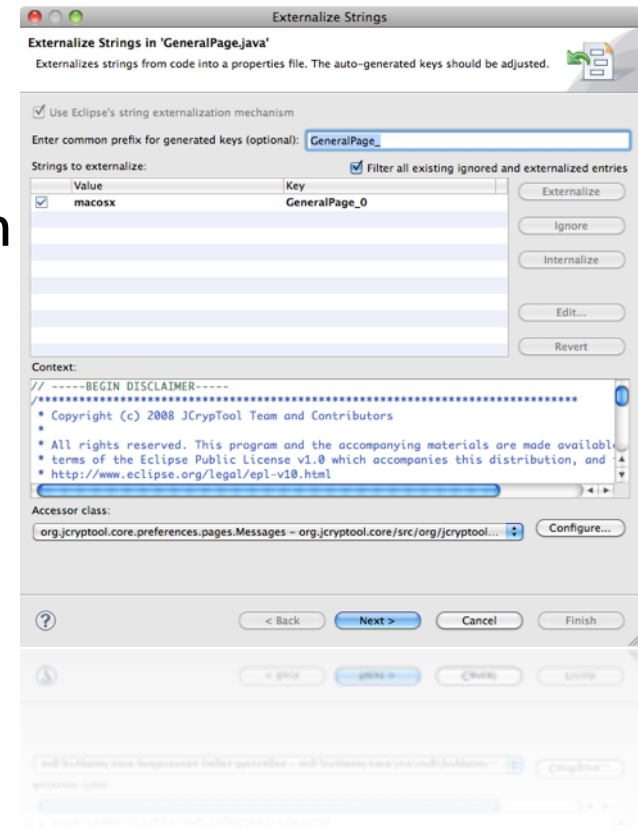 Externalize Strings
Externalize Strings in 'GeneralPage.java'
Externalizes strings from code into a properties file. The auto-generated keys should be adjusted.
Use Eclipse's string externalization mechanism
Enter common prefix for generated keys (optional): GeneralPage_
Strings to externalize: Filter all existing ignored and externalized entries
Value Key
macosx GeneralPage_0
Externalize
n
Ignore
Internalize
Edit...
Revert
Context:
// -----BEGIN DISCLAIMER-----
* Copyright (c) 2008 JCrypTool Team and Contributors
*
* All rights reserved. This program and the accompanying materials are made
* terms of the Eclipse Public License v1.0 which accompanies this distribution, and
* http://www.eclipse.org/legal/epl-v10.html
Accessor class:
org.jcryptool.core.preferences.pages.Messages – org.jcryptool.core/src/org/jcryptool... Configure...
? < Back Next > Cancel Finish